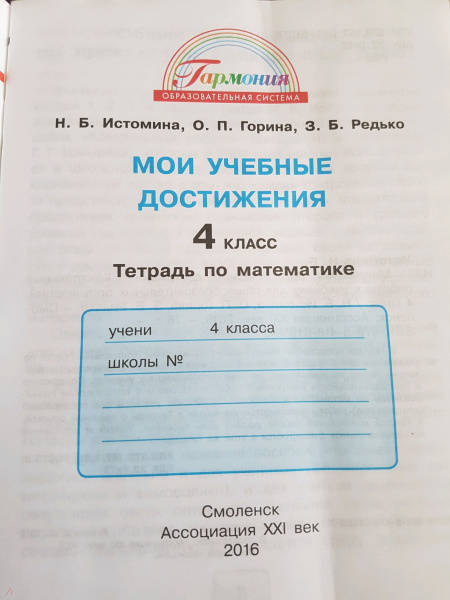 Гармония
ОБРАЗОВАТЕЛЬНАЯ СИСТЕМА
Н. Б. Истомина, О. П. Горина, З. Б. Редько
МОИ УЧЕБНЫЕ
ДОСТИЖЕНИЯ
4 КЛАСС
Тетрадь по математике
учени 4 класса
школы №
Смоленск
Ассоциация XXI век
2016